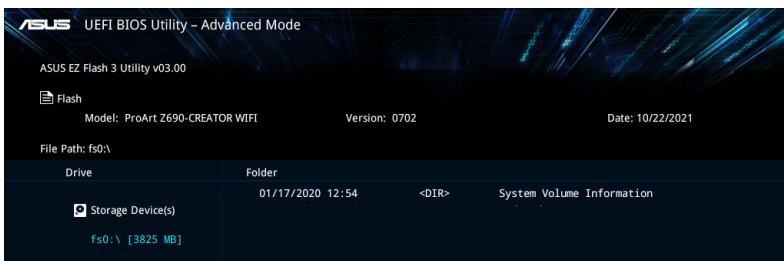 ASUS UEFI BIOS Utility – Advanced Mode
ASUS EZ Flash 3 Utility v03.00
Flash
Model: ProArt Z690-CREATOR WIFI Version: 0702 Date: 10/22/2021
File Path: fs0:\
Drive Folder
01/17/2020 12:54 <DIR> System Volume Information
Storage Device(s)
fs0:\ [3825 MB]